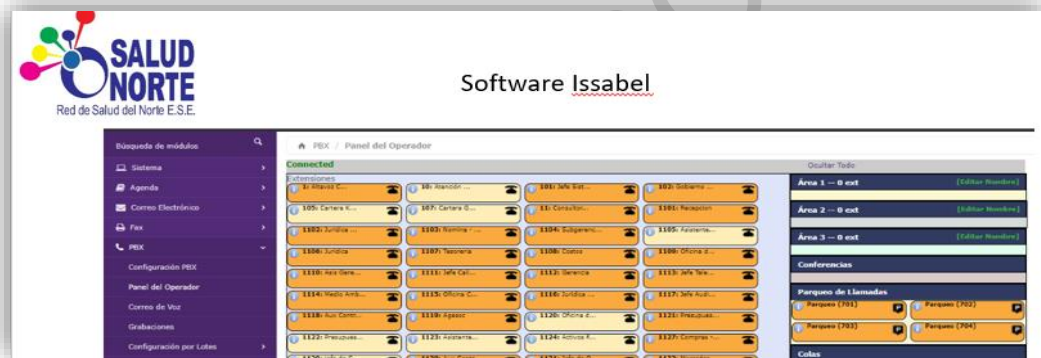 SALUD
NORTE
Red de Salud del Norte E.S.E.
Software Issabel
Búsqueda de módulos
PBX / Panel del Operador
Sistema
Agenda
Correo Electrónico
Fax
PBX
Configuración PBX
Panel del Operador
Correo de Voz
Grabaciones
Configuración por Lotes
Connected
Ocultar Todo
Extensiones
1: Altavoz C...
10: Atención ...
101: Jefe Sist...
102: Gobierno ...
105: Cartera K...
107: Cartera G...
11: Consultor...
1101: Recepcion
1102: Jurídica ...
1103: Nomina - ...
1104: Subgerenc...
1105: Asistente...
1106: Jurídica
1107: Tesoreria
1108: Costos
1109: Oficina d...
1110: Asis Gere...
1111: Jefe Cali...
1112: Gerencia
1113: Jefe Tale...
1114: Medio Amb...
1115: Oficina C...
1116: Jurídica ...
1117: Jefe Audi...
1118: Aux Contr...
1119: Agesoc
1120: Oficina d...
1121: Presupues...
1122: Presupues...
1123: Asistente...
1124: Activos F...
1127: Compras -...
Área 1 -- 0 ext [Editar Nombre]
Área 2 -- 0 ext [Editar Nombre]
Área 3 -- 0 ext [Editar Nombre]
Conferencias
Parqueo de Llamadas
Parqueo (701)
Parqueo (702)
Parqueo (703)
Parqueo (704)
Colas